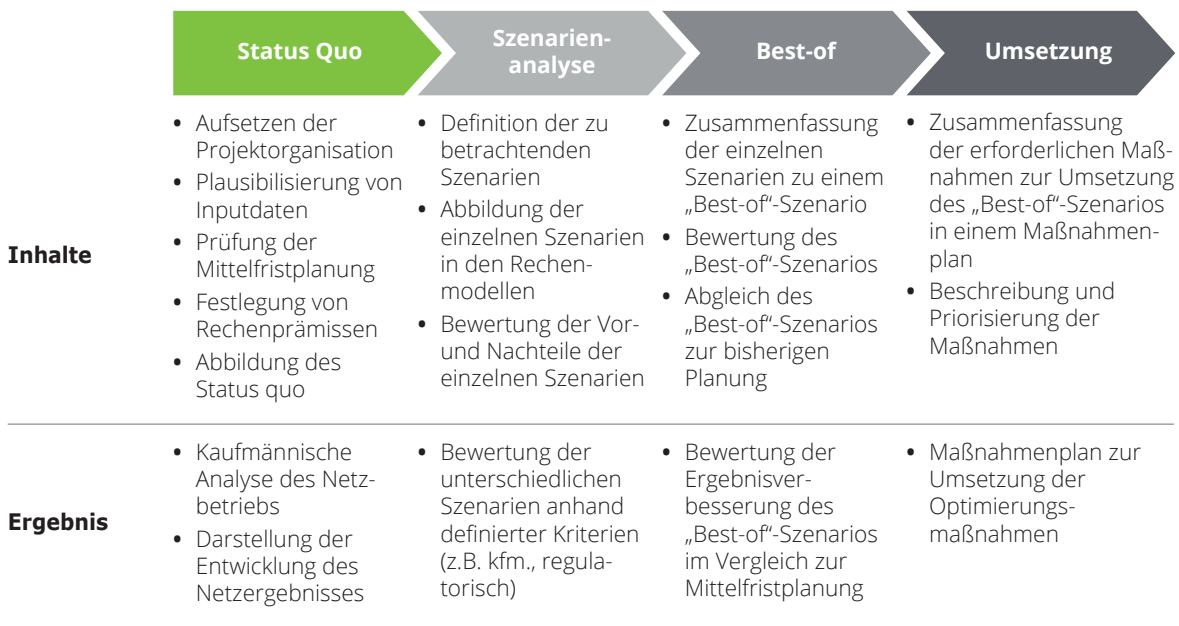 Status Quo
Szenarien-
analyse
Best-of
Umsetzung
Inhalte
• Aufsetzen der
Projektorganisation
• Plausibilisierung von
Inputdaten
• Prüfung der
Mittelfristplanung
• Festlegung von
Rechenprämissen
• Abbildung des
Status quo
• Definition der zu
betrachtenden
Szenarien
• Abbildung der
einzelnen Szenarien
in den Rechen-
modellen
• Bewertung der Vor-
und Nachteile der
einzelnen Szenarien
• Zusammenfassung
der einzelnen
Szenarien zu einem
„Best-of“-Szenario
• Bewertung des
„Best-of“-Szenarios
• Abgleich des
„Best-of“-Szenarios
zur bisherigen
Planung
• Zusammenfassung
der erforderlichen Maß-
nahmen zur Umsetzung
des „Best-of“-Szenarios
in einem Maßnahmen-
plan
• Beschreibung und
Priorisierung der
Maßnahmen
Ergebnis
• Kaufmännische
Analyse des Netz-
betriebs
• Darstellung der
Entwicklung des
Netzergebnisses
• Bewertung der
unterschiedlichen
Szenarien anhand
definierter Kriterien
(z.B. kfm., regula-
torisch)
• Bewertung der
Ergebnisver-
besserung des
„Best-of“-Szenarios
im Vergleich zur
Mittelfristplanung
• Maßnahmenplan zur
Umsetzung der
Optimierungs-
maßnahmen